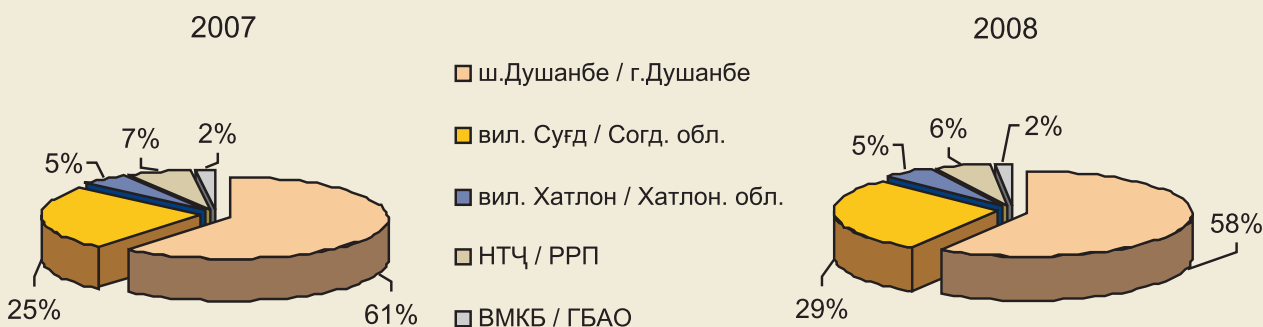 2007
2008
ш.Душанбе / г.Душанбе
вил. Суғд / Согд. обл.
вил. Хатлон / Хатлон. обл.
НТҶ / РРП
ВМКБ / ГБАО
5%
7%
2%
25%
61%
5%
6%
2%
29%
58%